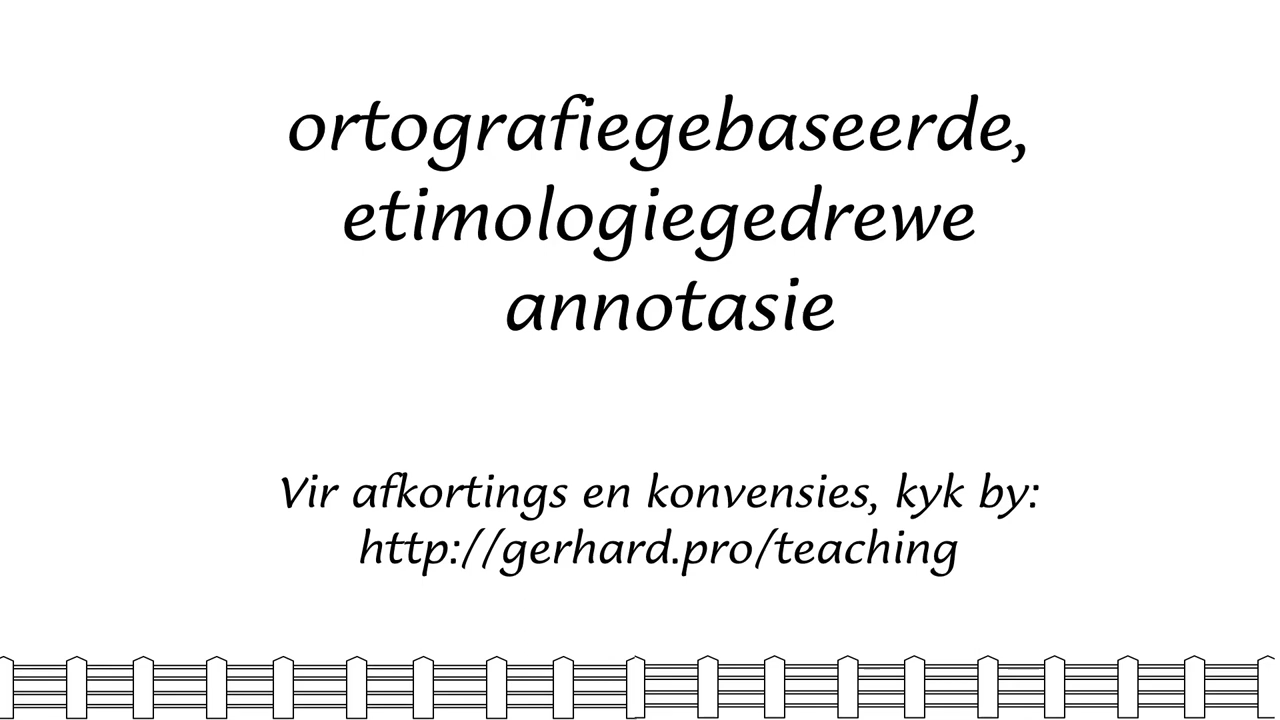 ortografiegebaseerde,
etimologiegedrewe
annotasie
Vir afkortings en konvensies, kyk by:
http://gerhard.pro/teaching